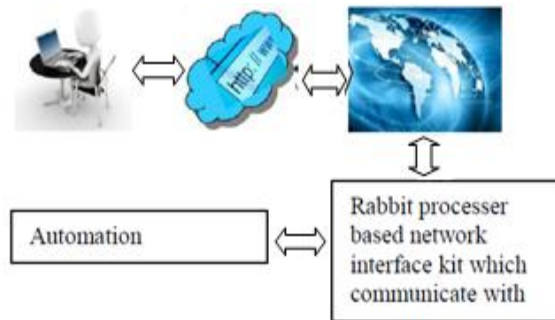 http: // www
Automation
Rabbit processer
based network
interface kit which
communicate with